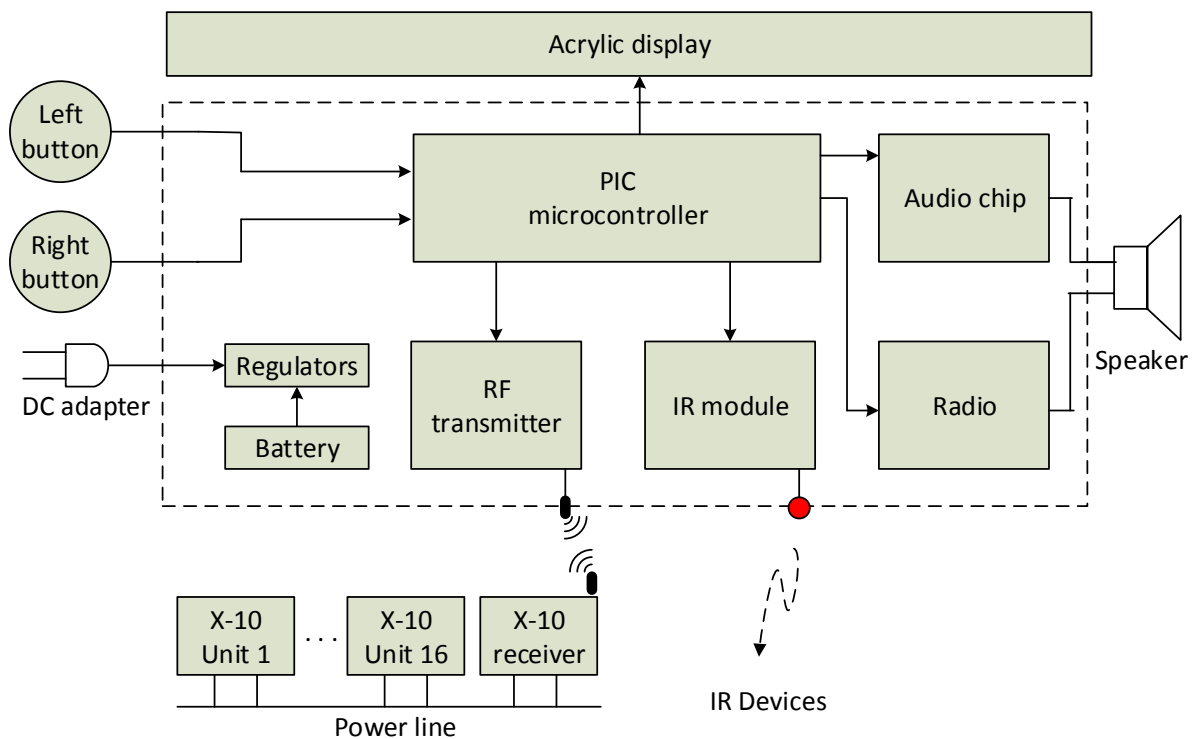 Acrylic display
Left
button
PIC
microcontroller
Audio chip
Right
button
Speaker
DC adapter
Regulators
Battery
RF
transmitter
IR module
Radio
X-10
Unit 1
. . .
X-10
Unit 16
X-10
receiver
Power line
IR Devices